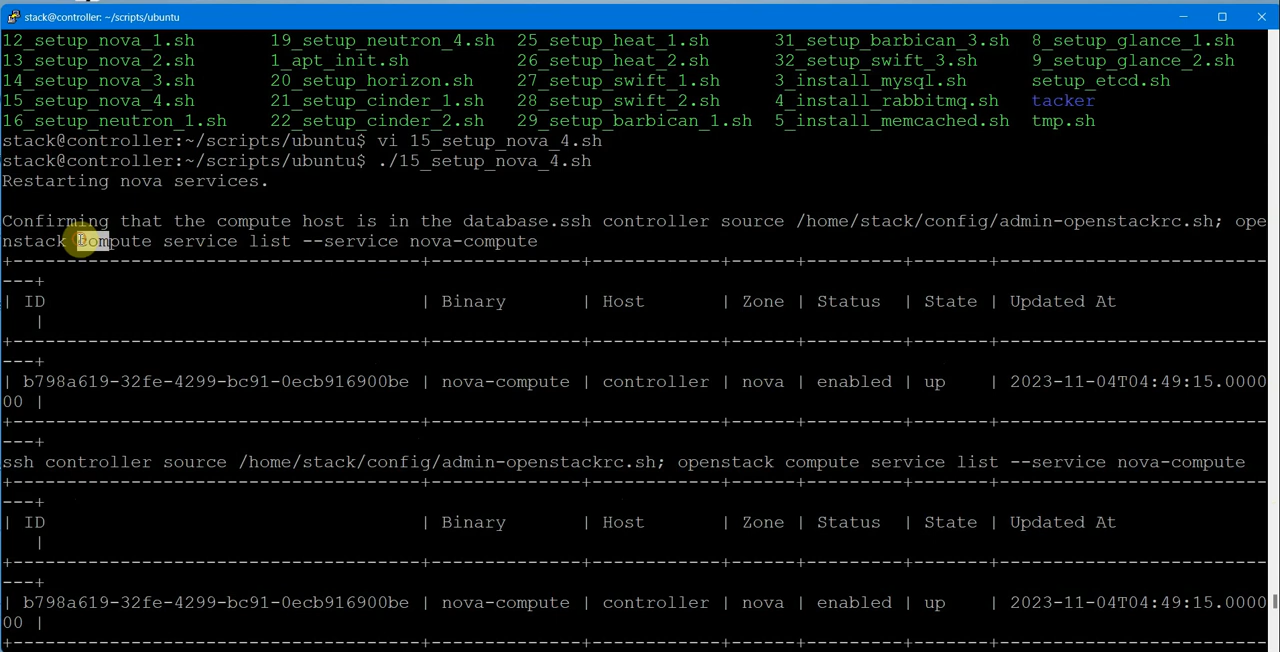 stack@controller: ~/scripts/ubuntu
12_setup_nova_1.sh 19_setup_neutron_4.sh 25_setup_heat_1.sh 31_setup_barbican_3.sh 8_setup_glance_1.sh
13_setup_nova_2.sh 1_apt_init.sh 26_setup_heat_2.sh 32_setup_swift_3.sh 9_setup_glance_2.sh
14_setup_nova_3.sh 20_setup_horizon.sh 27_setup_swift_1.sh 3_install_mysql.sh setup_etcd.sh
15_setup_nova_4.sh 21_setup_cinder_1.sh 28_setup_swift_2.sh 4_install_rabbitmq.sh tacker
16_setup_neutron_1.sh 22_setup_cinder_2.sh 29_setup_barbican_1.sh 5_install_memcached.sh tmp.sh
stack@controller:~/scripts/ubuntu$ vi 15_setup_nova_4.sh
stack@controller:~/scripts/ubuntu$ ./15_setup_nova_4.sh
Restarting nova services.
Confirming that the compute host is in the database.ssh controller source /home/stack/config/admin-openstackrc.sh; ope
nstack compute service list --service nova-compute
| ID | Binary | Host | Zone | Status | State | Updated At
|
| b798a619-32fe-4299-bc91-0ecb916900be | nova-compute | controller | nova | enabled | up | 2023-11-04T04:49:15.0000
00 |
ssh controller source /home/stack/config/admin-openstackrc.sh; openstack compute service list --service nova-compute
| ID | Binary | Host | Zone | Status | State | Updated At
|
| b798a619-32fe-4299-bc91-0ecb916900be | nova-compute | controller | nova | enabled | up | 2023-11-04T04:49:15.0000
00 |